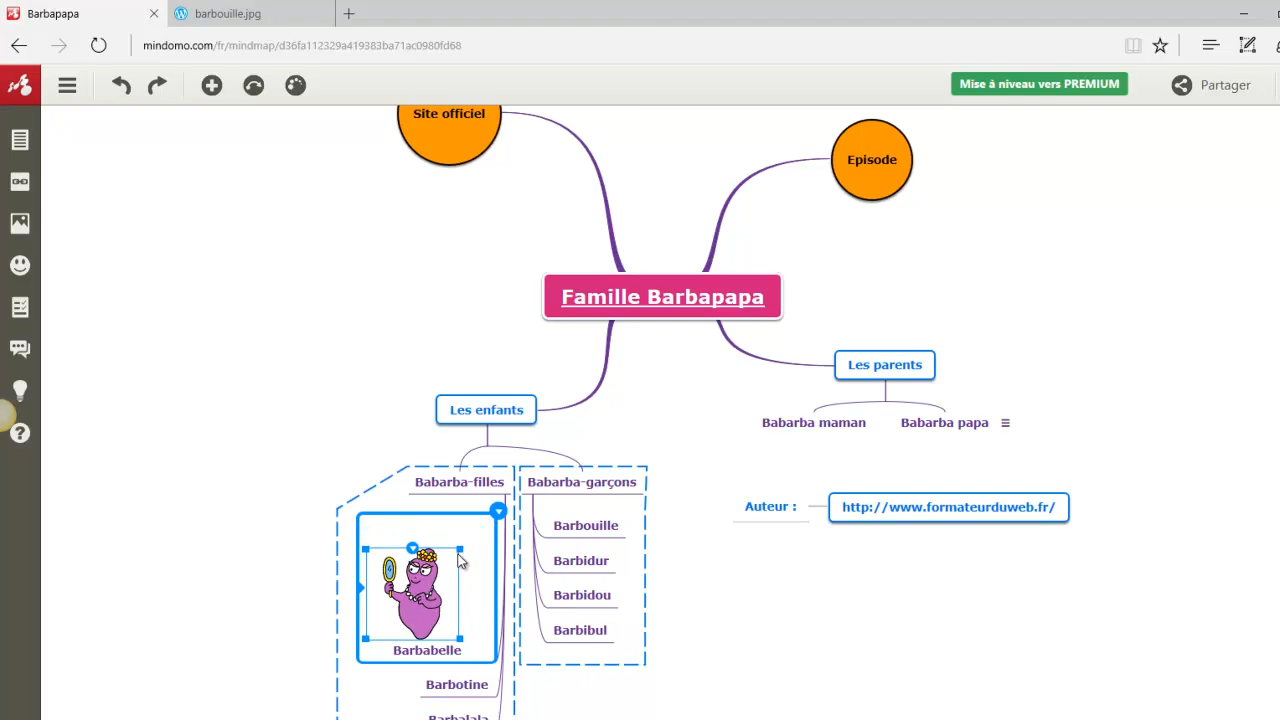 Barbapapa
barbouille.jpg
mindomo.com/fr/mindmap/d36fa112329a419383ba71ac0980fd68
Mise à niveau vers PREMIUM
Partager
Site officiel
Episode
Famille Barbapapa
Les parents
Les enfants
Babarba maman
Babarba papa
Babarba-filles
Babarba-garçons
Auteur :
http://www.formateurduweb.fr/
Barbouille
Barbidur
Barbidou
Barbibul
Barbabelle
Barbotine
Barbalala